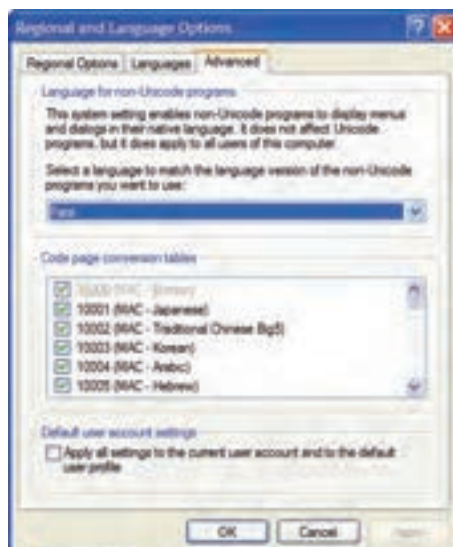 Regional and Language Options
Regional Options Languages Advanced
Language for non-Unicode programs
This system setting enables non-Unicode programs to display menus
and dialogs in their native language. It does not affect Unicode
programs, but it does apply to all users of this computer.
Select a language to match the language version of the non-Unicode
programs you want to use:
Farsi
Code page conversion tables
10000 (MAC - Roman)
10001 (MAC - Japanese)
10002 (MAC - Traditional Chinese Big5)
10003 (MAC - Korean)
10004 (MAC - Arabic)
10005 (MAC - Hebrew)
Default user account settings
Apply all settings to the current user account and to the default
user profile
OK Cancel Apply